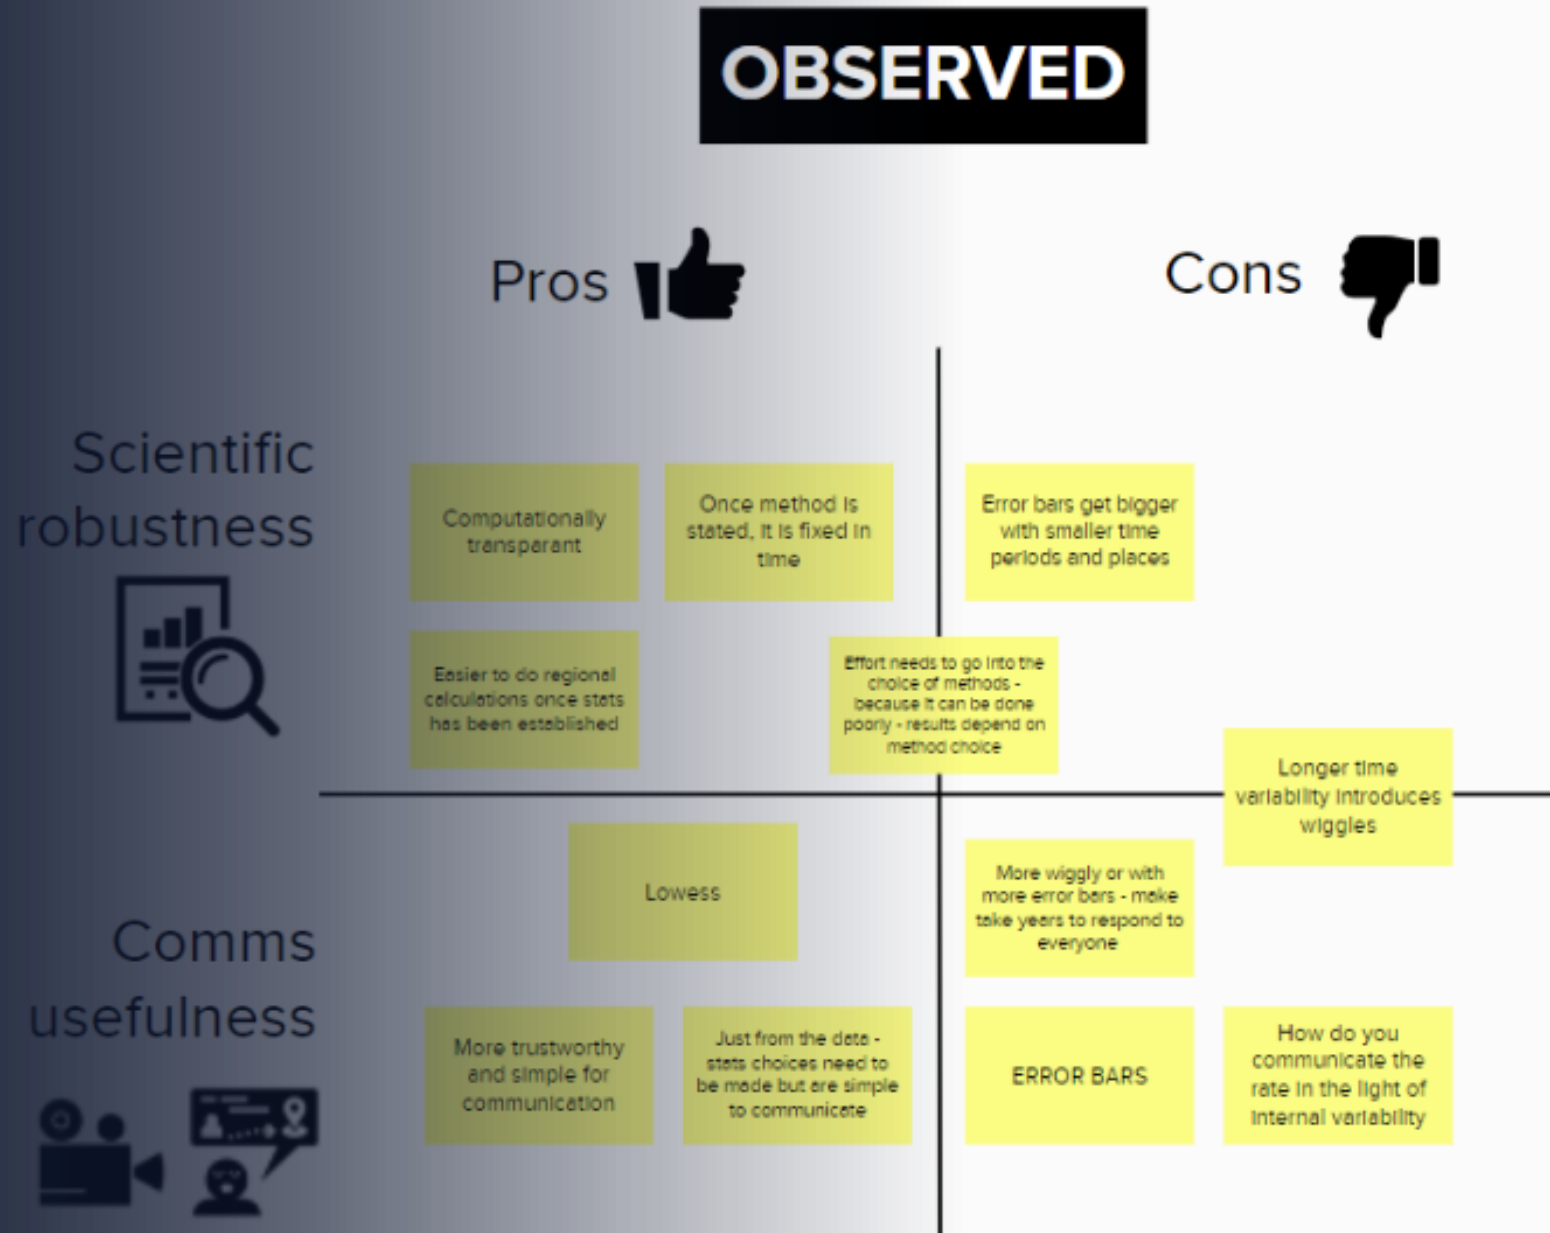 OBSERVED
Pros
Cons
Scientific
robustness
Computationally
transparant
Once method is
stated, it is fixed in
time
Error bars get bigger
with smaller time
periods and places
Easier to do regional
calculations once stats
has been established
Effort needs to go into the
choice of methods -
because it can be done
poorly - results depend on
method choice
Longer time
variability introduces
wiggles
Comms
usefulness
Lowess
More wiggly or with
more error bars - make
take years to respond to
everyone
More trustworthy
and simple for
communication
Just from the data -
stats choices need to
be made but are simple
to communicate
ERROR BARS
How do you
communicate the
rate in the light of
internal variability